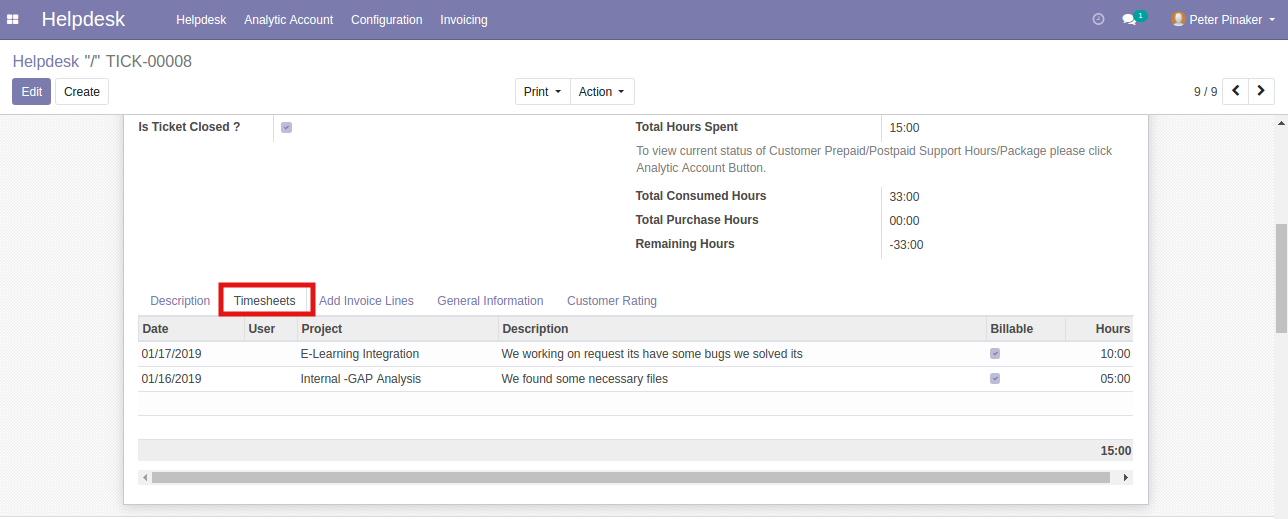 Helpdesk Helpdesk Analytic Account Configuration Invoicing 1 Peter Pinaker
Helpdesk "/" TICK-00008
Edit Create Print Action 9 / 9
Is Ticket Closed ? Total Hours Spent 15:00
To view current status of Customer Prepaid/Postpaid Support Hours/Package please click
Analytic Account Button.
Total Consumed Hours 33:00
Total Purchase Hours 00:00
Remaining Hours -33:00
Description Timesheets Add Invoice Lines General Information Customer Rating
Date User Project Description Billable Hours
01/17/2019 E-Learning Integration We working on request its have some bugs we solved its 10:00
01/16/2019 Internal -GAP Analysis We found some necessary files 05:00
15:00